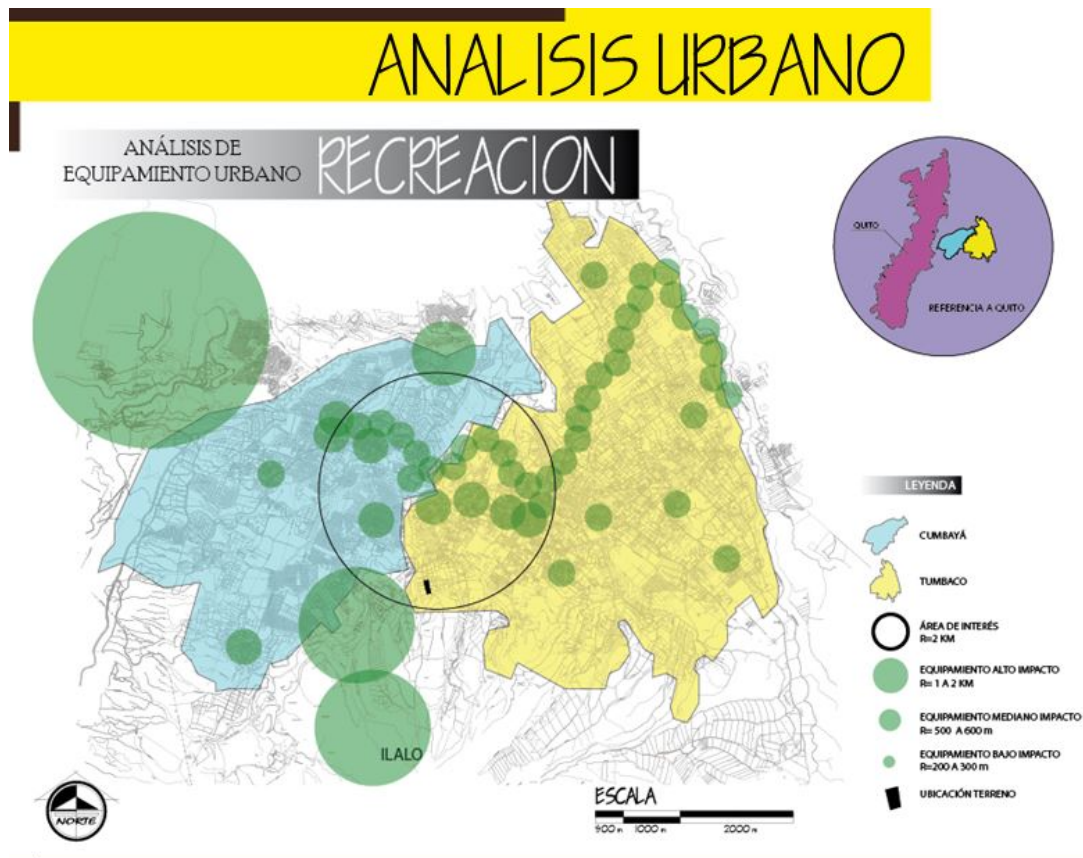 ANALISIS URBANO
ANÁLISIS DE
EQUIPAMIENTO URBANO
RECREACION
QUITO
REFERENCIA A QUITO
LEYENDA
CUMBAYÁ
TUMBACO
ÁREA DE INTERÉS
R=2 KM
EQUIPAMIENTO ALTO IMPACTO
R= 1 A 2 KM
EQUIPAMIENTO MEDIANO IMPACTO
R= 500 A 600 m
EQUIPAMIENTO BAJO IMPACTO
R=200 A 300 m
UBICACIÓN TERRENO
ILALO
NORTE
ESCALA
500 m 1000 m 2000 m